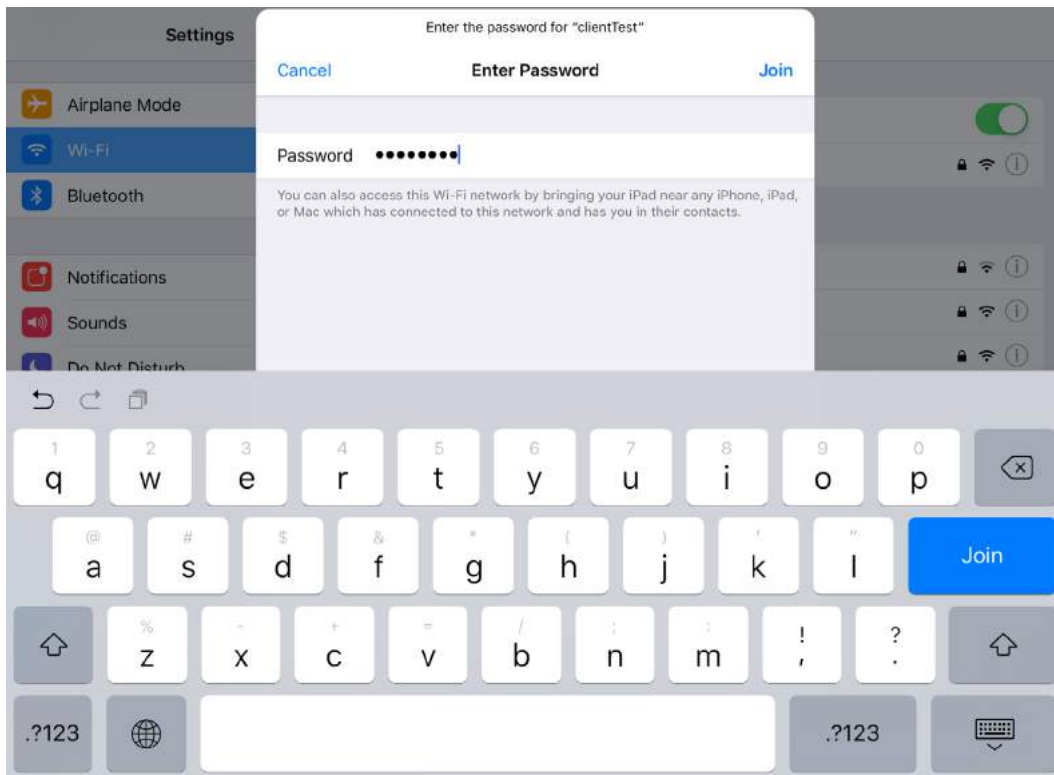 Settings
Enter the password for “clientTest”
Cancel Enter Password Join
Airplane Mode
Wi-Fi
Password ••••••••
Bluetooth
You can also access this Wi-Fi network by bringing your iPad near any iPhone, iPad,
or Mac which has connected to this network and has you in their contacts.
Notifications
Sounds
Do Not Disturb
1 2 3 4 5 6 7 8 9 0
q w e r t y u i o p
@ # $ & * ( ) ' "
a s d f g h j k l Join
% - + = / ; : ! ?
z x c v b n m , .
.?123 .?123